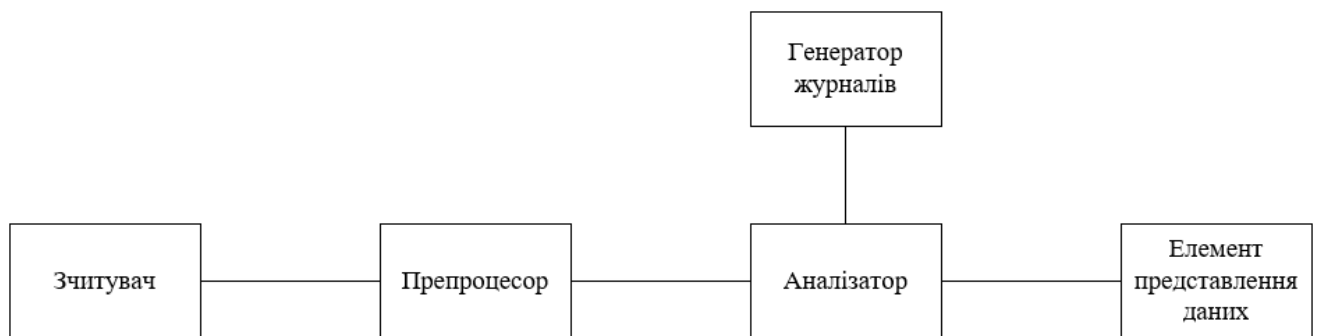 Генератор
журналів
Зчитувач
Препроцесор
Аналізатор
Елемент
представлення
даних